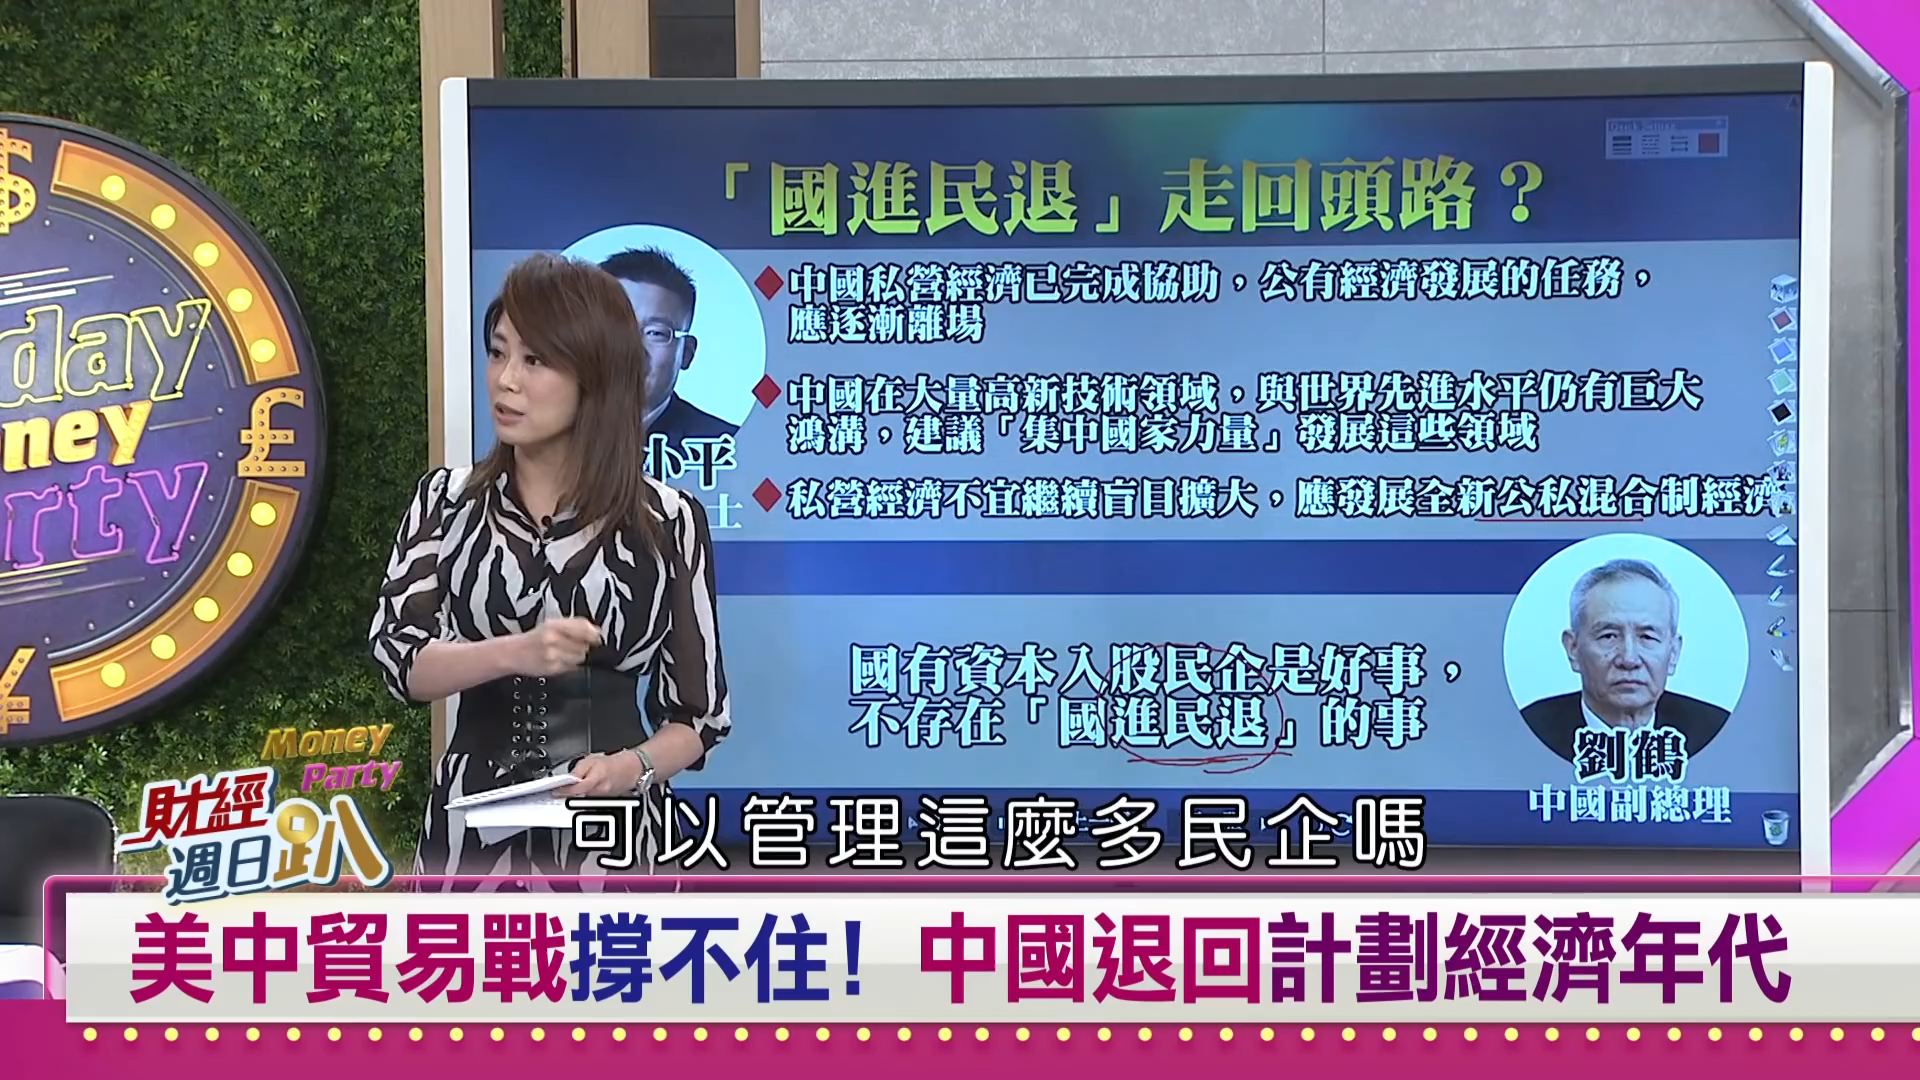 「國進民退」走回頭路？
中國私營經濟已完成協助，公有經濟發展的任務，
應逐漸離場
中國在大量高新技術領域，與世界先進水平仍有巨大
鴻溝，建議「集中國家力量」發展這些領域
小平
士
私營經濟不宜繼續盲目擴大，應發展全新公私混合制經濟
國有資本入股民企是好事，
不存在「國進民退」的事
劉鶴
中國副總理
day
ney
rty
$
£
¥
Money
Party
財經
週日趴
可以管理這麼多民企嗎
美中貿易戰撐不住！ 中國退回計劃經濟年代